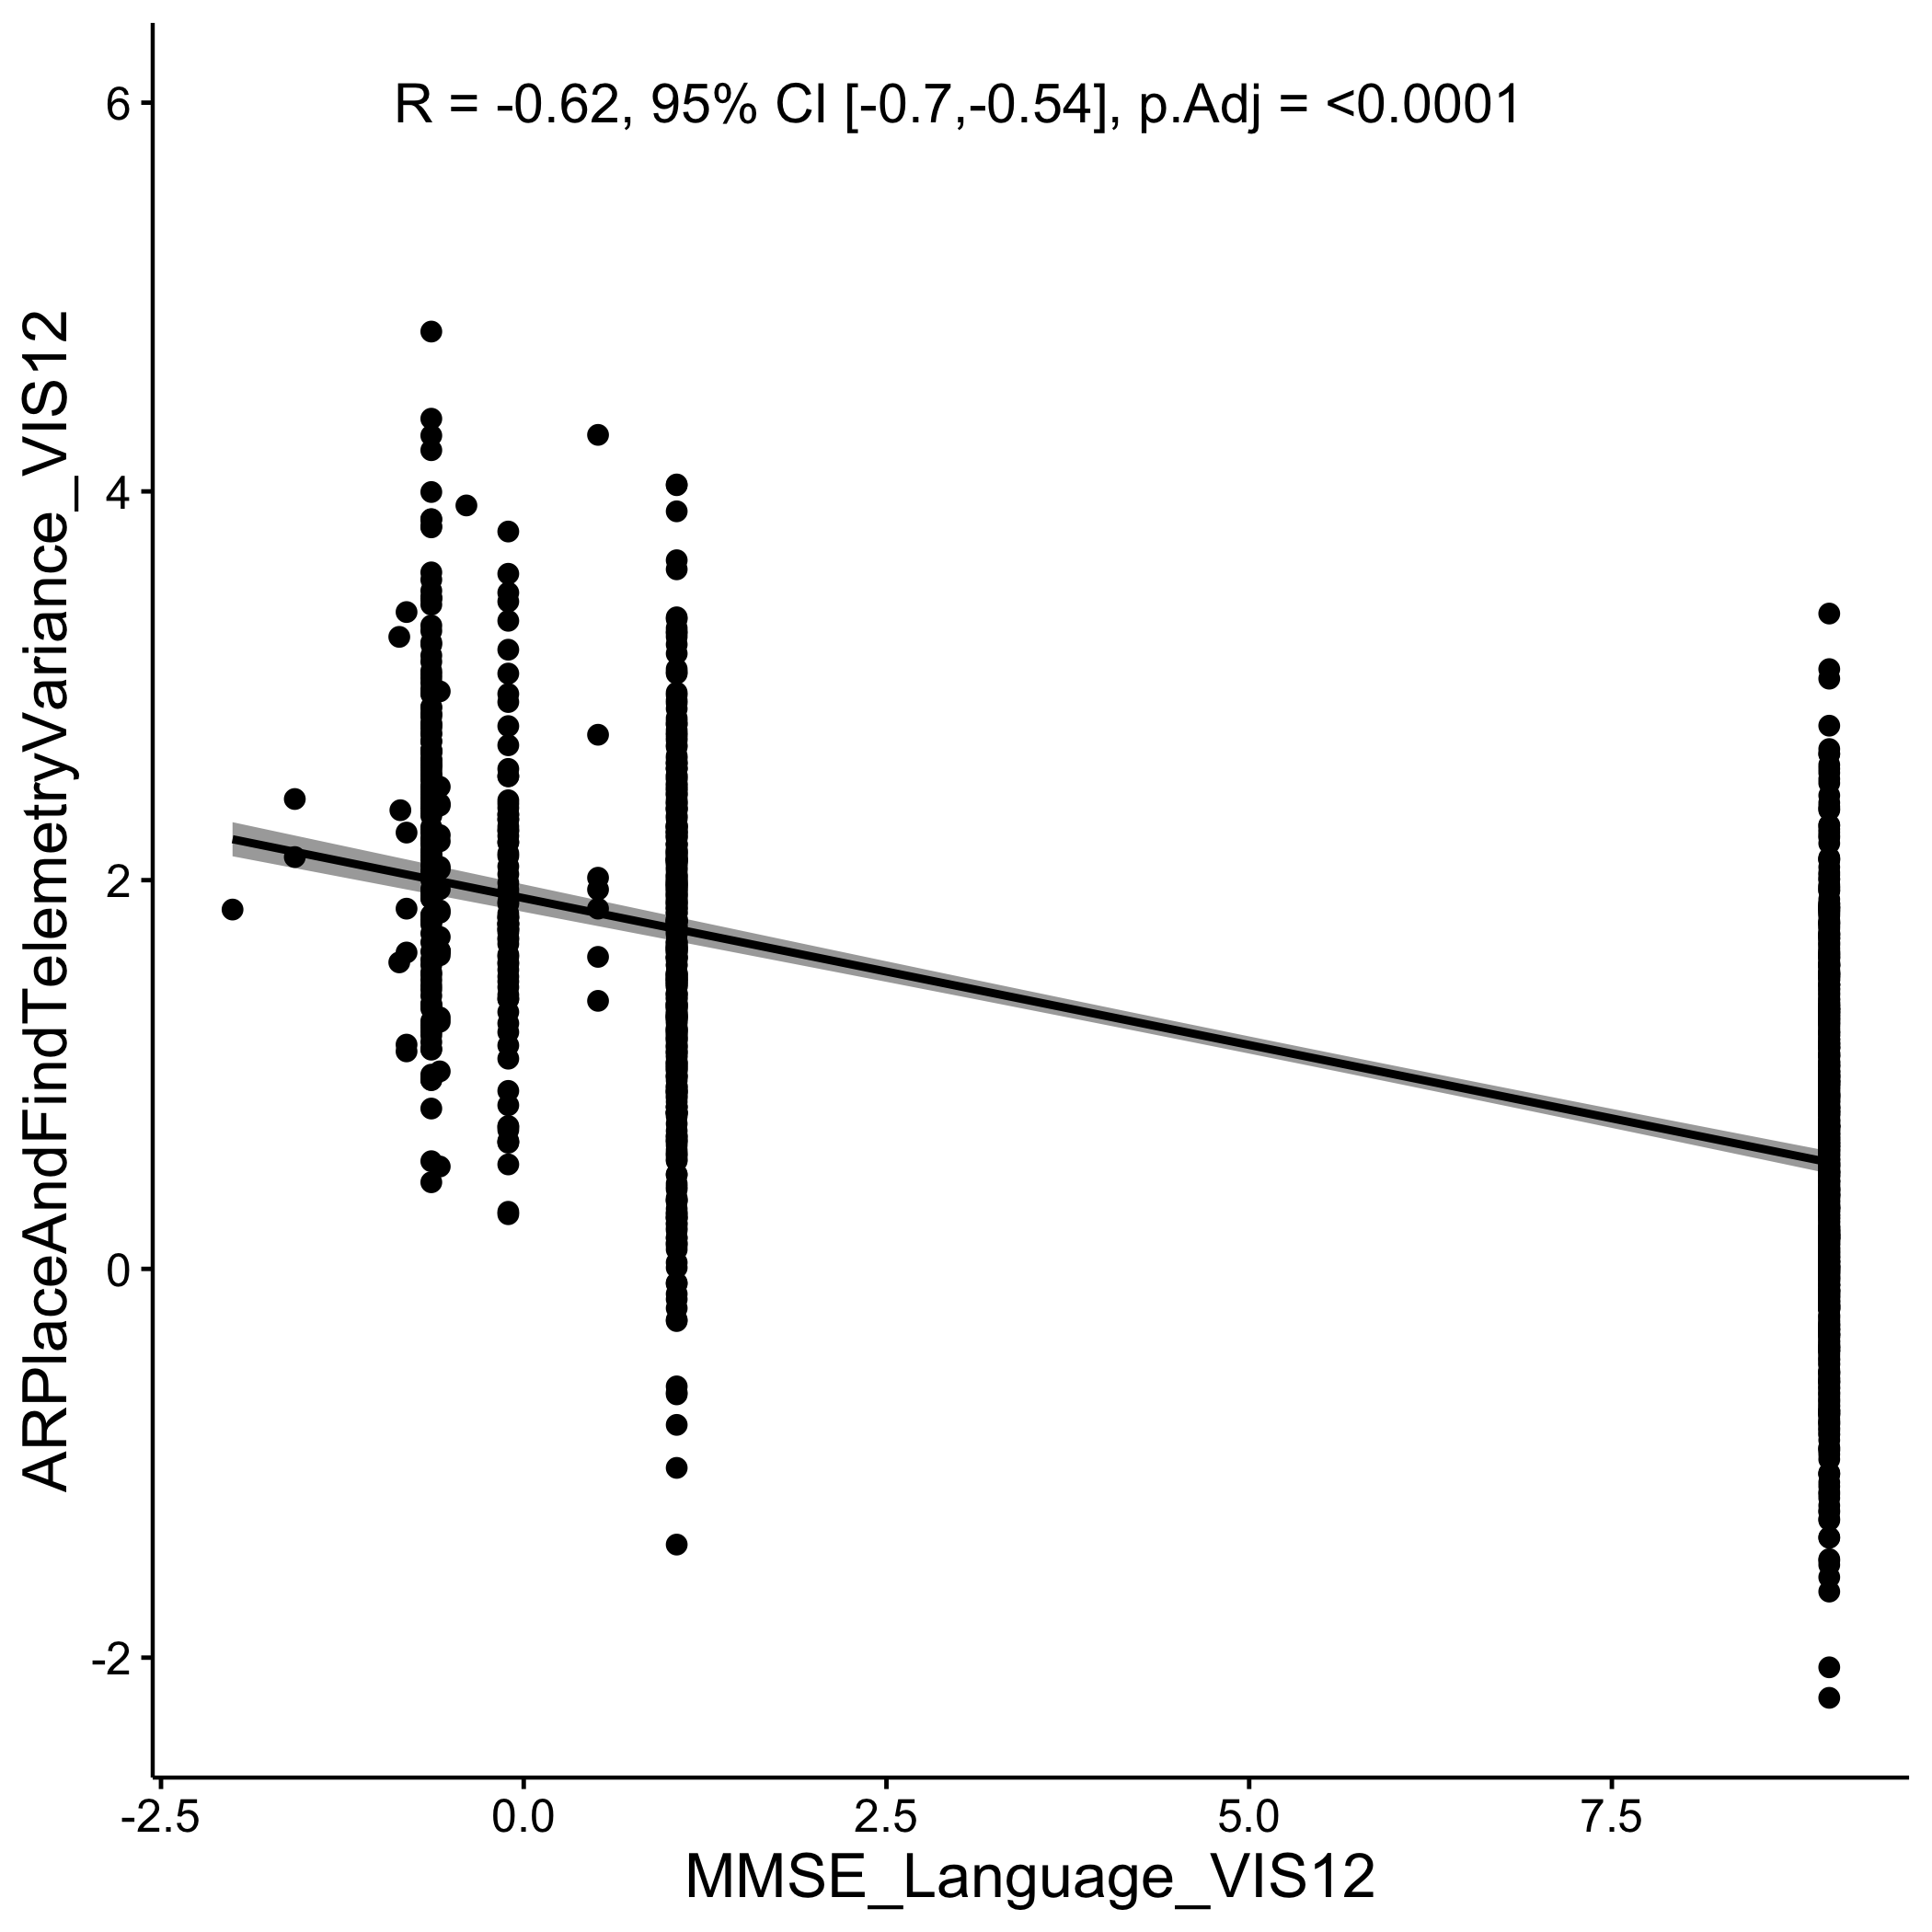 R = -0.62, 95% CI [-0.7,-0.54], p.Adj = <0.0001
ARPlaceAndFindTelemetryVariance_VIS12
6
4
2
0
-2
-2.5 0.0 2.5 5.0 7.5
MMSE_Language_VIS12